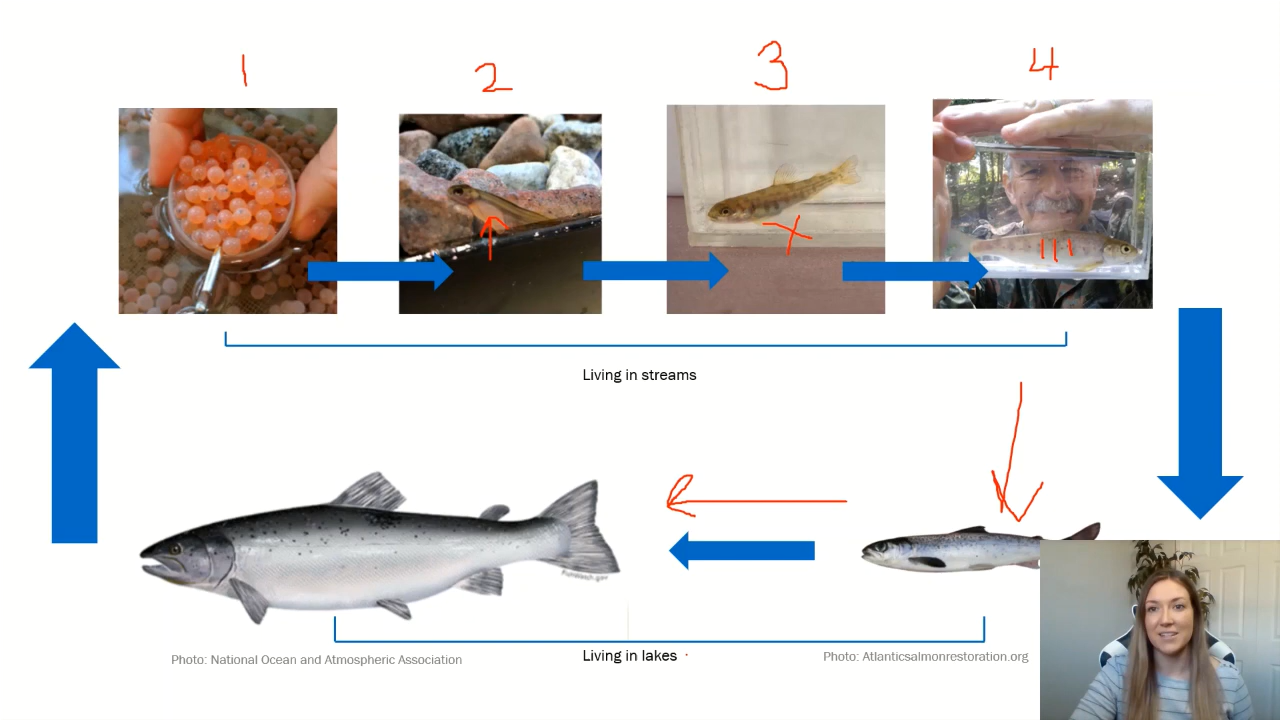 1
2
3
4
Living in streams
Photo: National Ocean and Atmospheric Association
Living in lakes
Photo: Atlanticsalmonrestoration.org